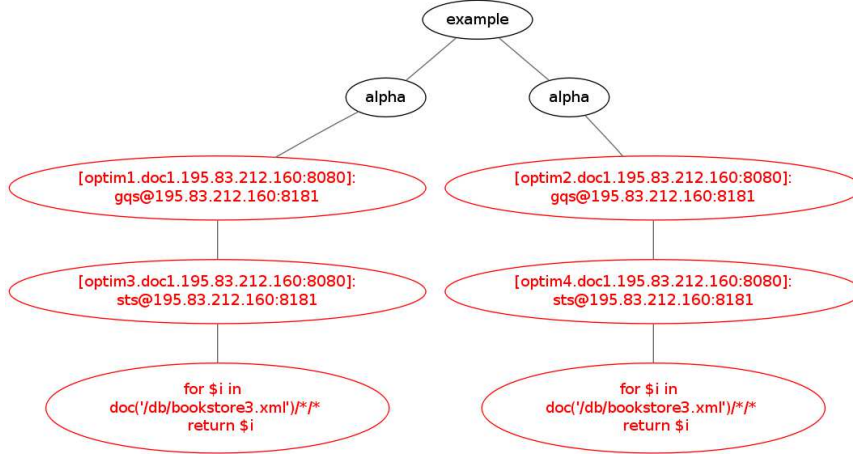 example
alpha
alpha
[optim1.doc1.195.83.212.160:8080]:
gqs@195.83.212.160:8181
[optim2.doc1.195.83.212.160:8080]:
gqs@195.83.212.160:8181
[optim3.doc1.195.83.212.160:8080]:
sts@195.83.212.160:8181
[optim4.doc1.195.83.212.160:8080]:
sts@195.83.212.160:8181
for $i in
doc('/db/bookstore3.xml')/*/*
return $i
for $i in
doc('/db/bookstore3.xml')/*/*
return $i